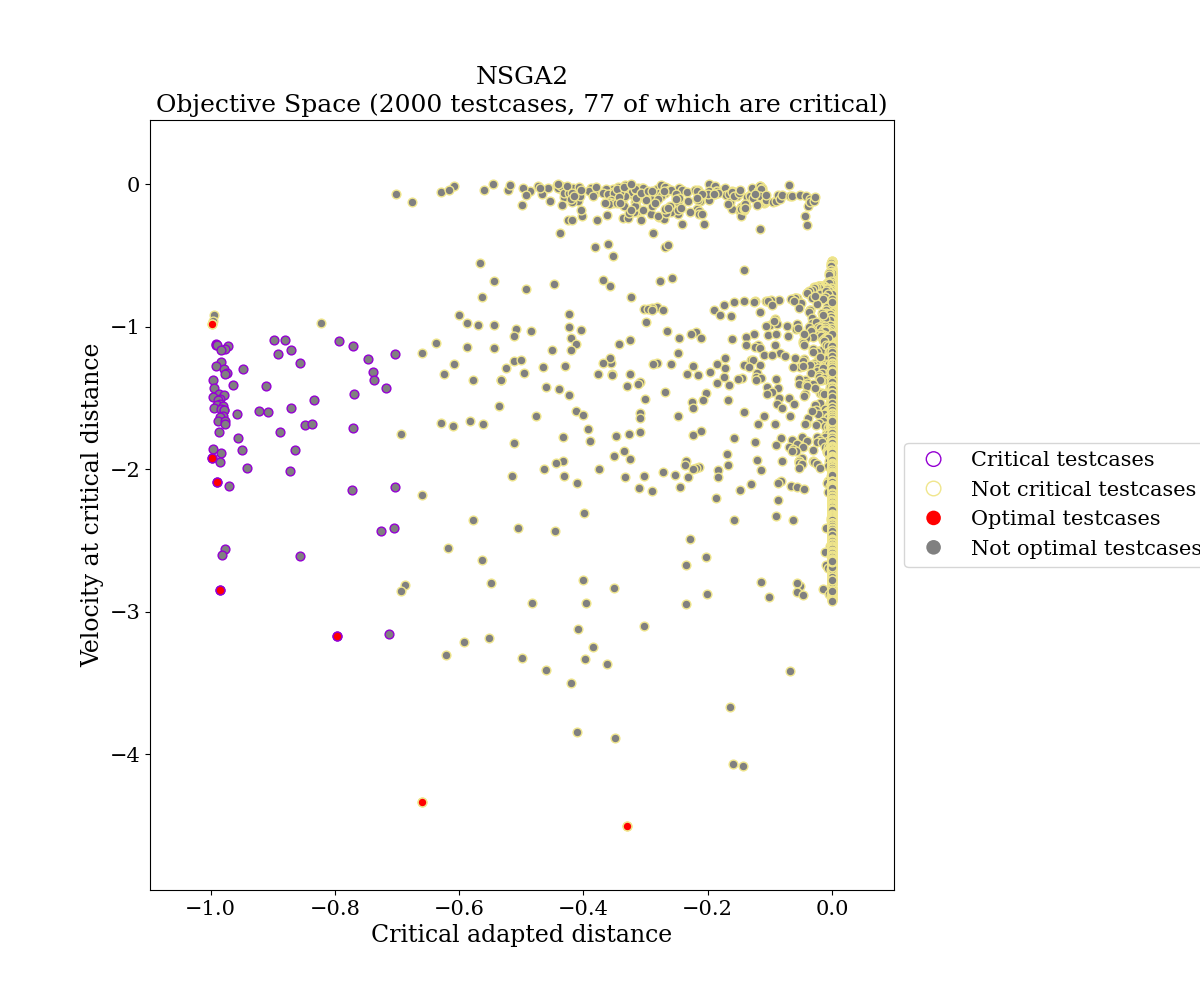 NSGA2
Objective Space (2000 testcases, 77 of which are critical)
0
−1
−2
−3
−4
Velocity at critical distance
−1.0
−0.8
−0.6
−0.4
−0.2
0.0
Critical adapted distance
Critical testcases
Not critical testcases
Optimal testcases
Not optimal testcases